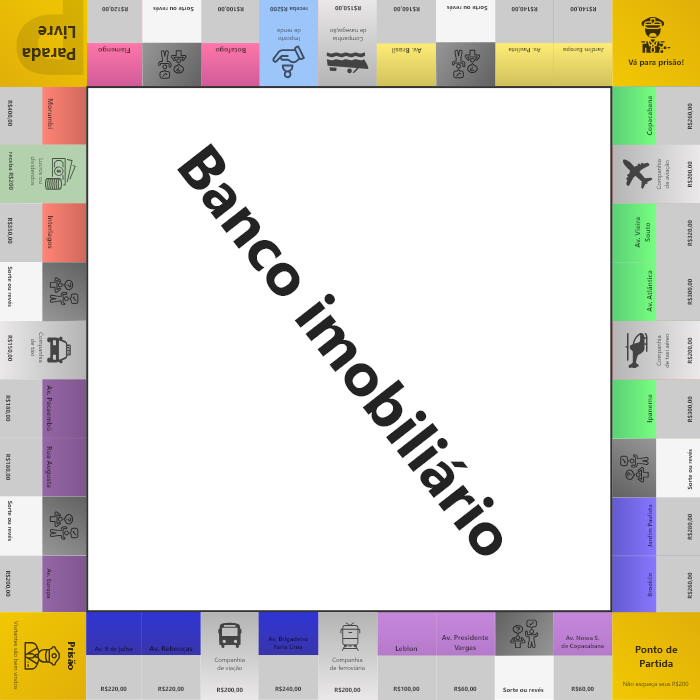 Parada
Livre
R$120,00
Flamengo
Sorte ou revés
R$100,00
Botafogo
receba R$200
Imposto
de renda
R$150,00
Companhia
de navegação
R$160,00
Av. Brasil
Sorte ou revés
R$140,00
Av. Paulista
R$140,00
Jardim Europa
Vá para prisão!
R$260,00
Copacabana
R$200,00
Companhia
de aviação
R$320,00
Av. Vieira
Souto
R$300,00
Av. Atlântica
R$200,00
Companhia
de taxi aéreo
R$300,00
Ipanema
Sorte ou revés
R$280,00
Jardim Paulista
R$260,00
Brooklin
Ponto de
Partida
Não esqueça seus R$200
Av. Nossa S.
de Copacabana
R$60,00
Sorte ou revés
Av. Presidente
Vargas
R$60,00
Leblon
R$100,00
Companhia
de ferroviária
R$200,00
Av. Brigadeiro
Faria Lima
R$240,00
Companhia
de viação
R$200,00
Av. Rebouças
R$220,00
Av. 9 de julho
R$220,00
Prisão
Visitantes são bem vindos
R$200,00
Av. Europa
Sorte ou revés
R$180,00
Rua Augusta
R$180,00
Av. Pacaembú
R$150,00
Companhia
de taxi
Sorte ou revés
R$350,00
Interlagos
receba R$200
Lucros ou
dividendos
R$400,00
Morumbi
Banco imobiliário